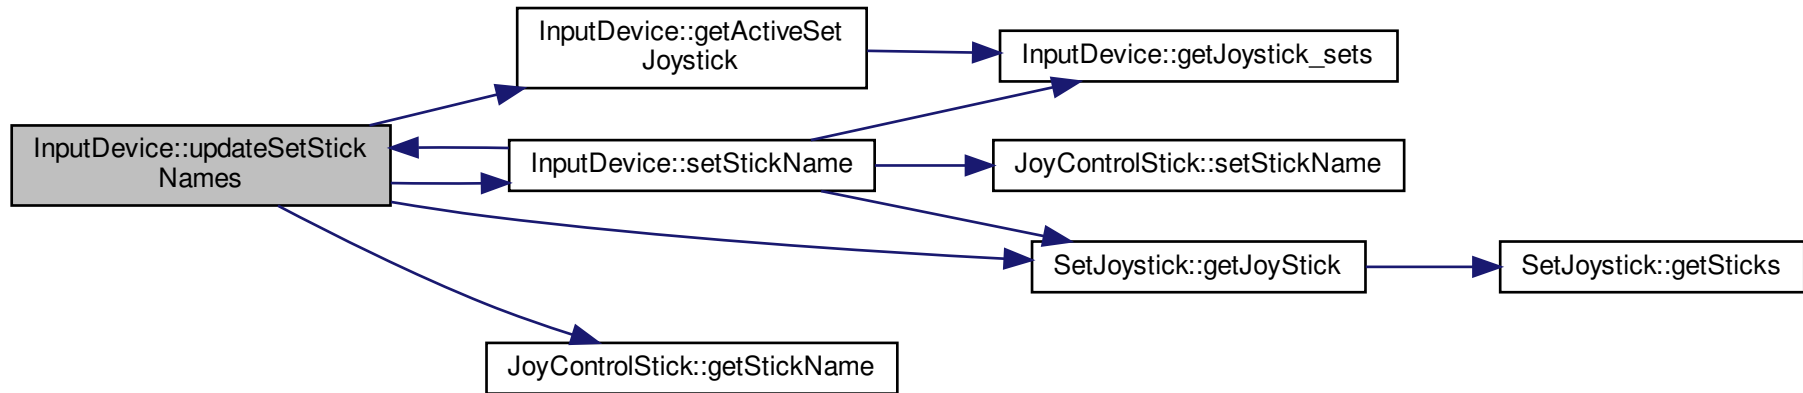 InputDevice::updateSetStick
Names
InputDevice::getActiveSet
Joystick
InputDevice::getJoystick_sets
InputDevice::setStickName
JoyControlStick::setStickName
SetJoystick::getJoyStick
SetJoystick::getSticks
JoyControlStick::getStickName